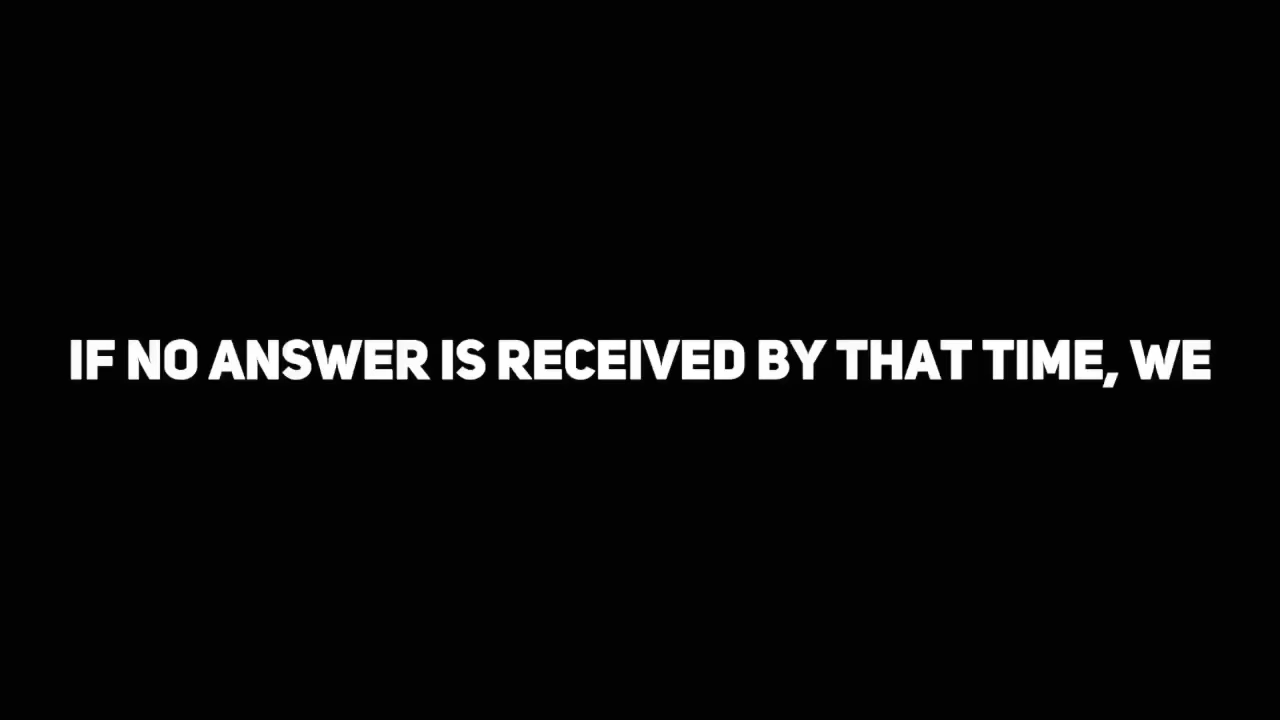 IF NO ANSWER IS RECEIVED BY THAT TIME, WE